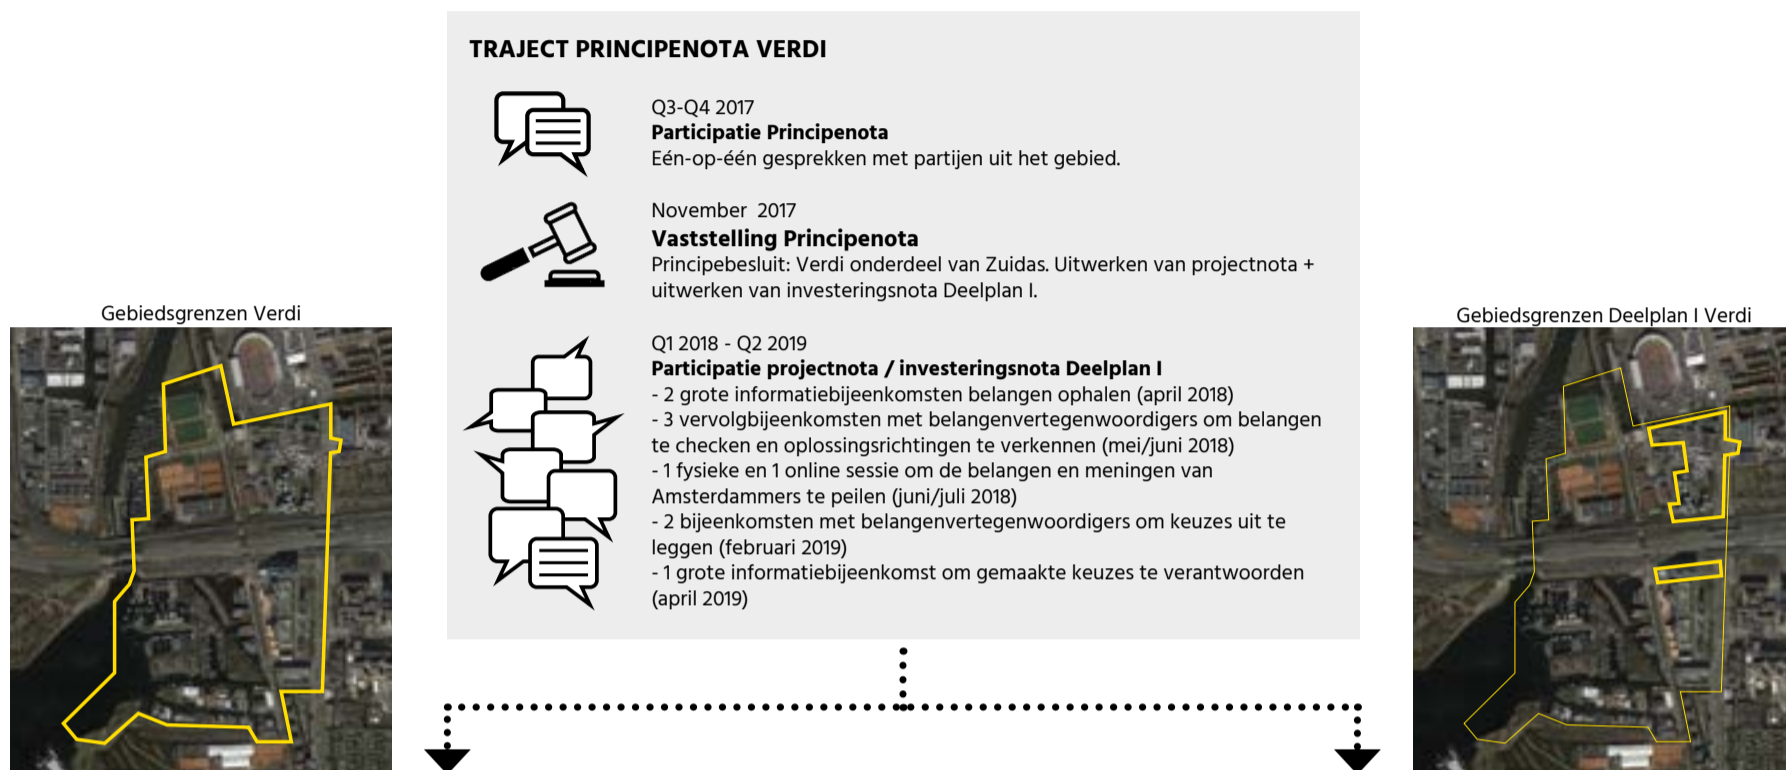 TRAJECT PRINCIPENOTA VERDI
Q3-Q4 2017
Participatie Principenota
Eén-op-één gesprekken met partijen uit het gebied.
November 2017
Vaststelling Principenota
Principebesluit: Verdi onderdeel van Zuidas. Uitwerken van projectnota +
uitwerken van investeringsnota Deelplan I.
Q1 2018 - Q2 2019
Participatie projectnota / investeringsnota Deelplan I
- 2 grote informatiebijeenkomsten belangen ophalen (april 2018)
- 3 vervolgbijeenkomsten met belangenvertegenwoordigers om belangen
te checken en oplossingsrichtingen te verkennen (mei/juni 2018)
- 1 fysieke en 1 online sessie om de belangen en meningen van
Amsterdammers te peilen (juni/juli 2018)
- 2 bijeenkomsten met belangenvertegenwoordigers om keuzes uit te
leggen (februari 2019)
- 1 grote informatiebijeenkomst om gemaakte keuzes te verantwoorden
(april 2019)
Gebiedsgrenzen Verdi
Gebiedsgrenzen Deelplan I Verdi